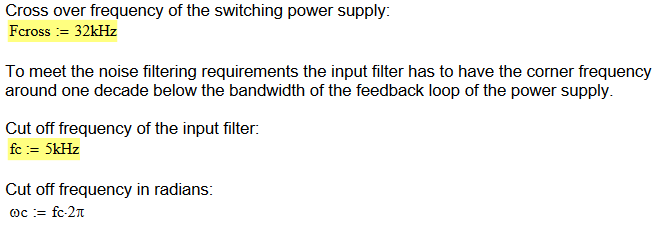 Cross over frequency of the switching power supply:
Fcross := 32kHz
To meet the noise filtering requirements the input filter has to have the corner frequency
around one decade below the bandwidth of the feedback loop of the power supply.
Cut off frequency of the input filter:
fc := 5kHz
Cut off frequency in radians:
ωc := fc·2π